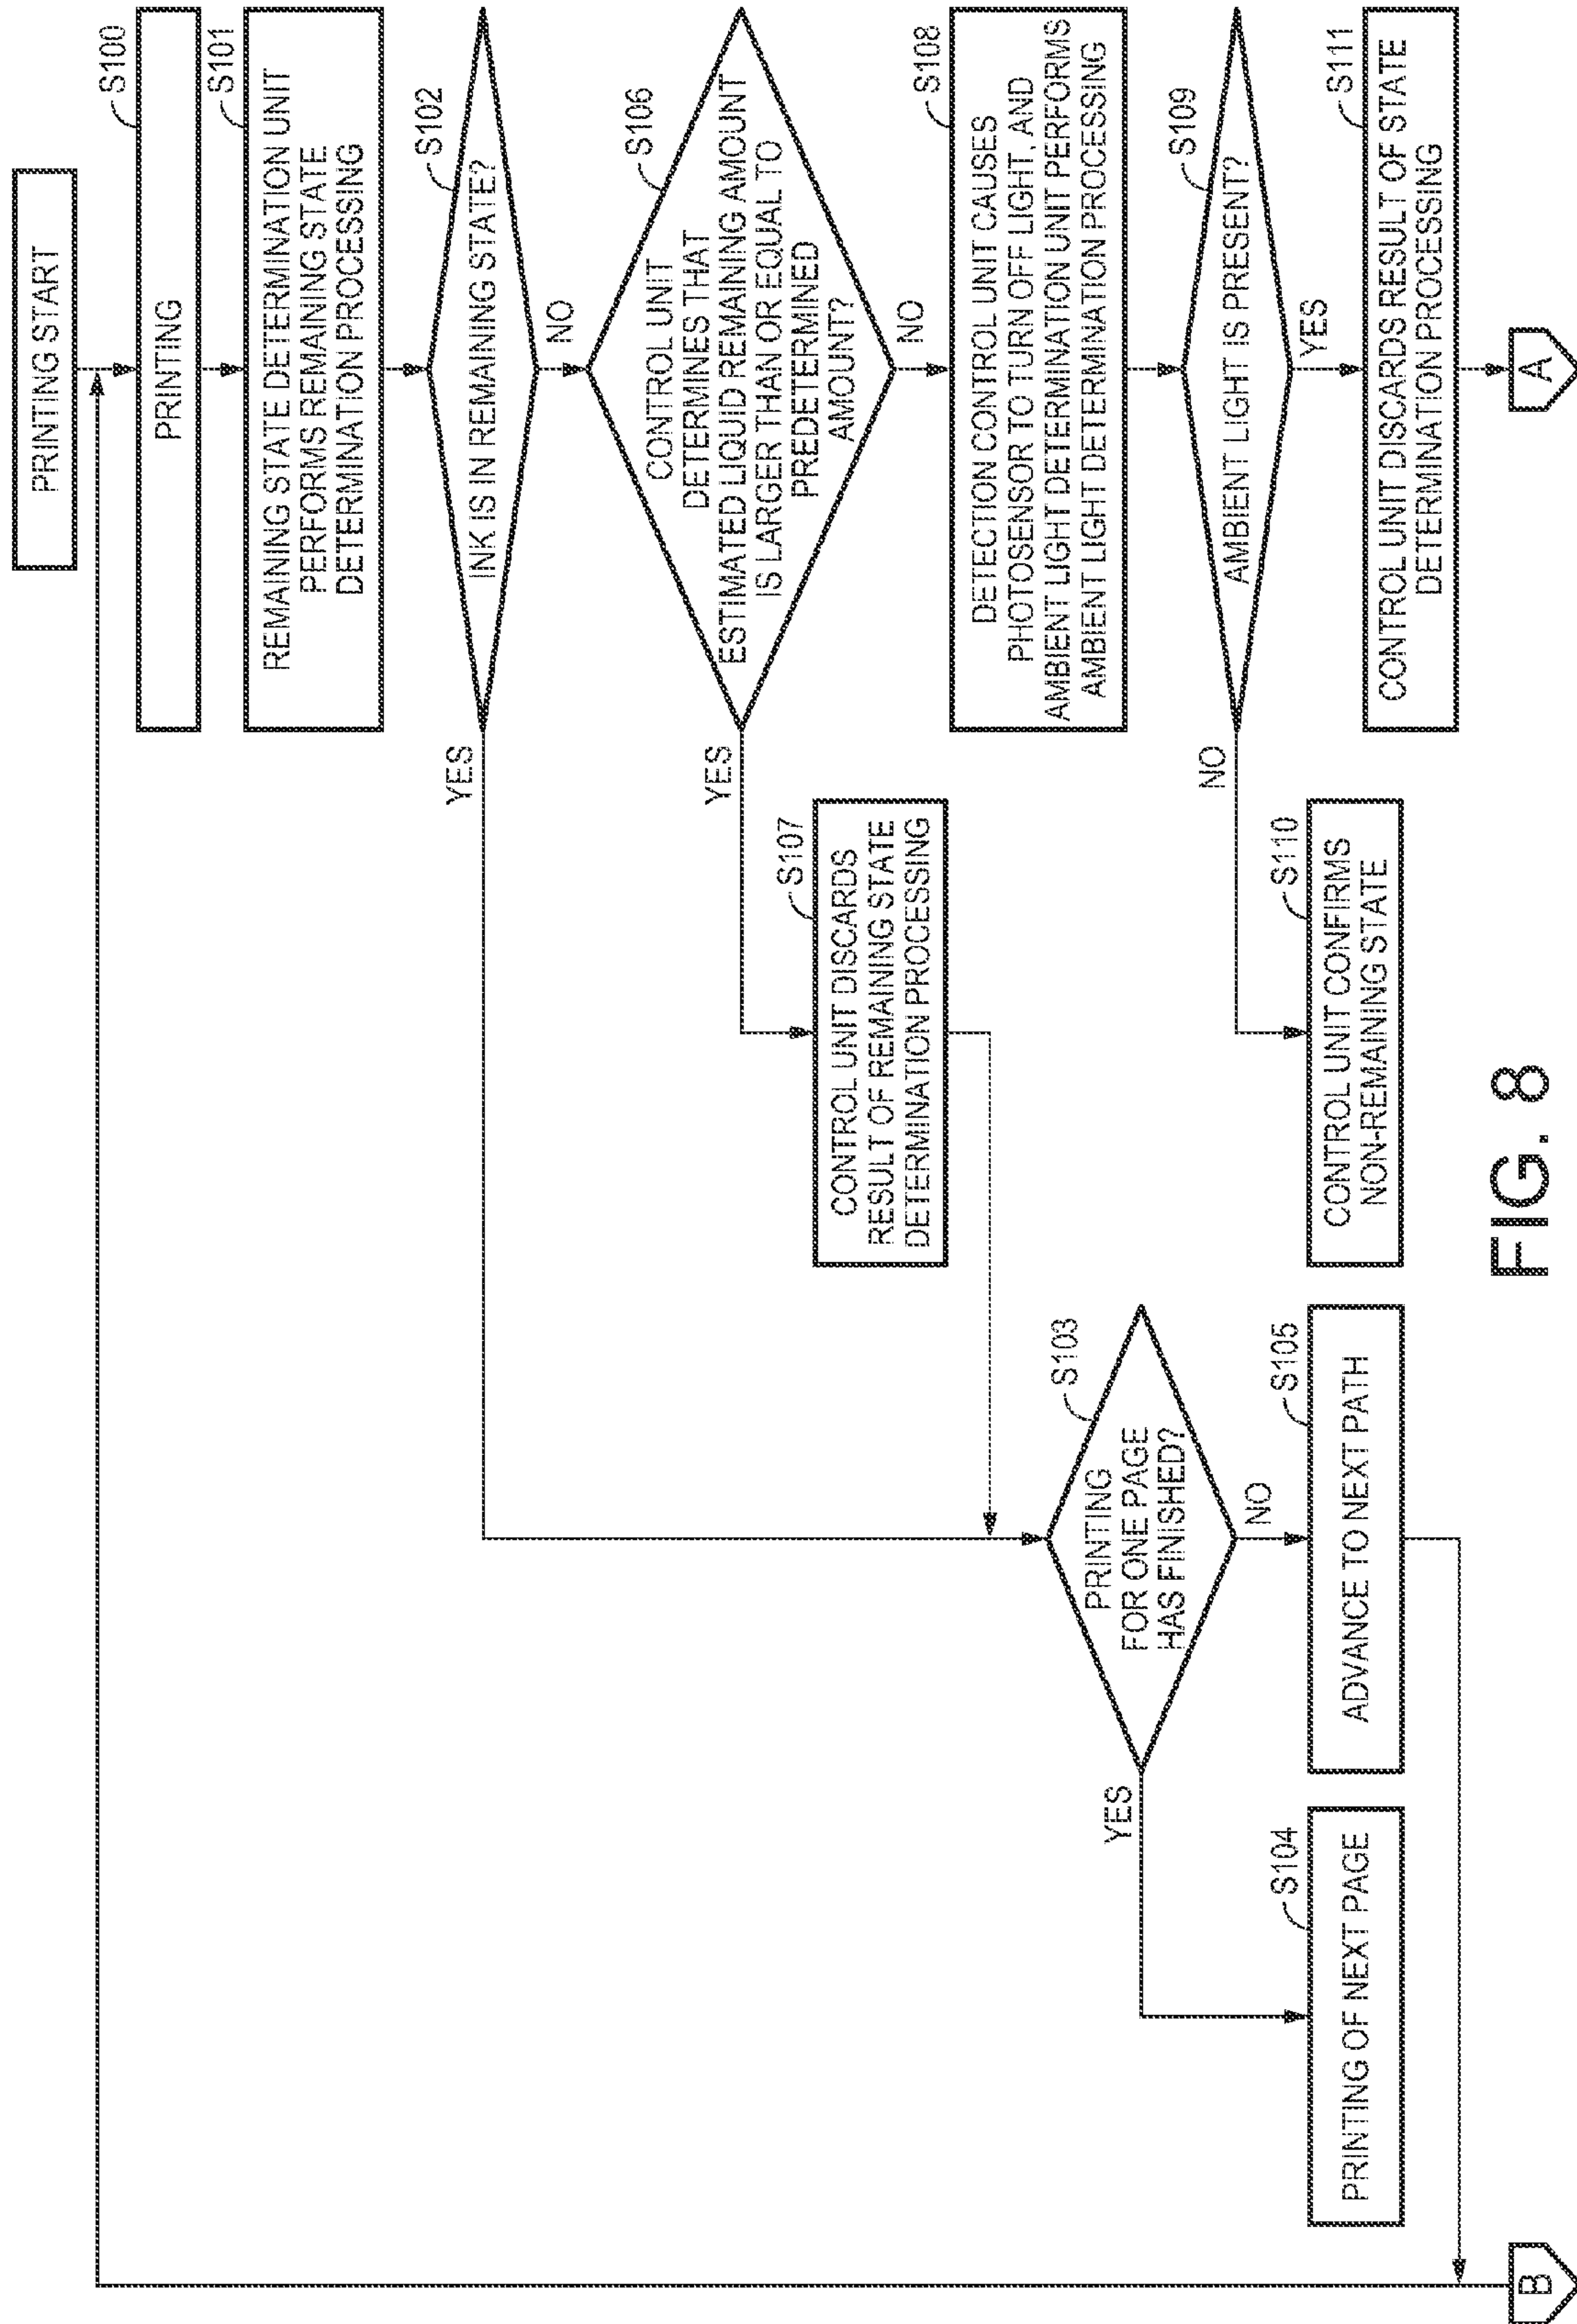 PRINTING START
S100
PRINTING
S101
REMAINING STATE DETERMINATION UNIT
PERFORMS REMAINING STATE
DETERMINATION PROCESSING
S102
INK IS IN REMAINING STATE?
YES
NO
S106
CONTROL UNIT
DETERMINES THAT
ESTIMATED LIQUID REMAINING AMOUNT
IS LARGER THAN OR EQUAL TO
PREDETERMINED
AMOUNT?
YES
NO
S107
CONTROL UNIT DISCARDS
RESULT OF REMAINING STATE
DETERMINATION PROCESSING
S108
DETECTION CONTROL UNIT CAUSES
PHOTOSENSOR TO TURN OFF LIGHT, AND
AMBIENT LIGHT DETERMINATION UNIT PERFORMS
AMBIENT LIGHT DETERMINATION PROCESSING
S103
PRINTING
FOR ONE PAGE
HAS FINISHED?
YES
NO
S109
AMBIENT LIGHT IS PRESENT?
NO
YES
S104
PRINTING OF NEXT PAGE
S105
ADVANCE TO NEXT PATH
S110
CONTROL UNIT CONFIRMS
NON-REMAINING STATE
S111
CONTROL UNIT DISCARDS RESULT OF STATE
DETERMINATION PROCESSING
B
A
FIG. 8